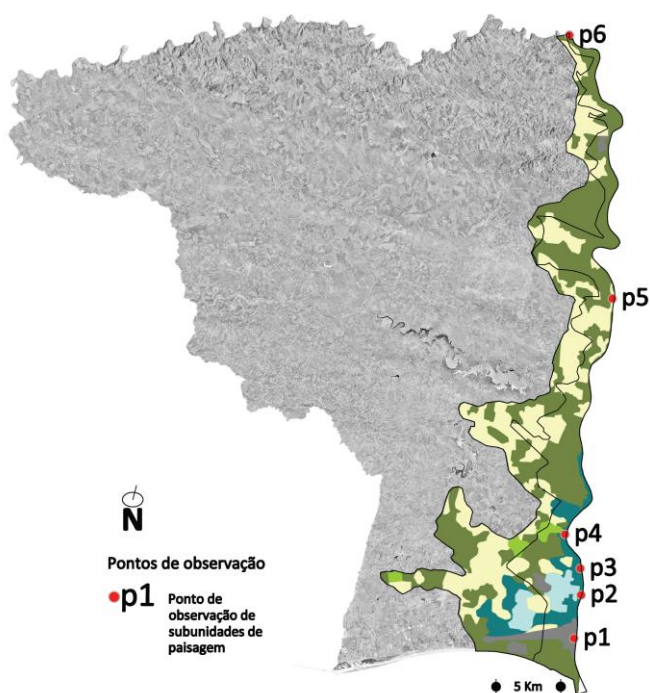 p6
p5
p4
p3
p2
p1
N
Pontos de observação
p1 Ponto de
observação de
subunidades de
paisagem
5 Km